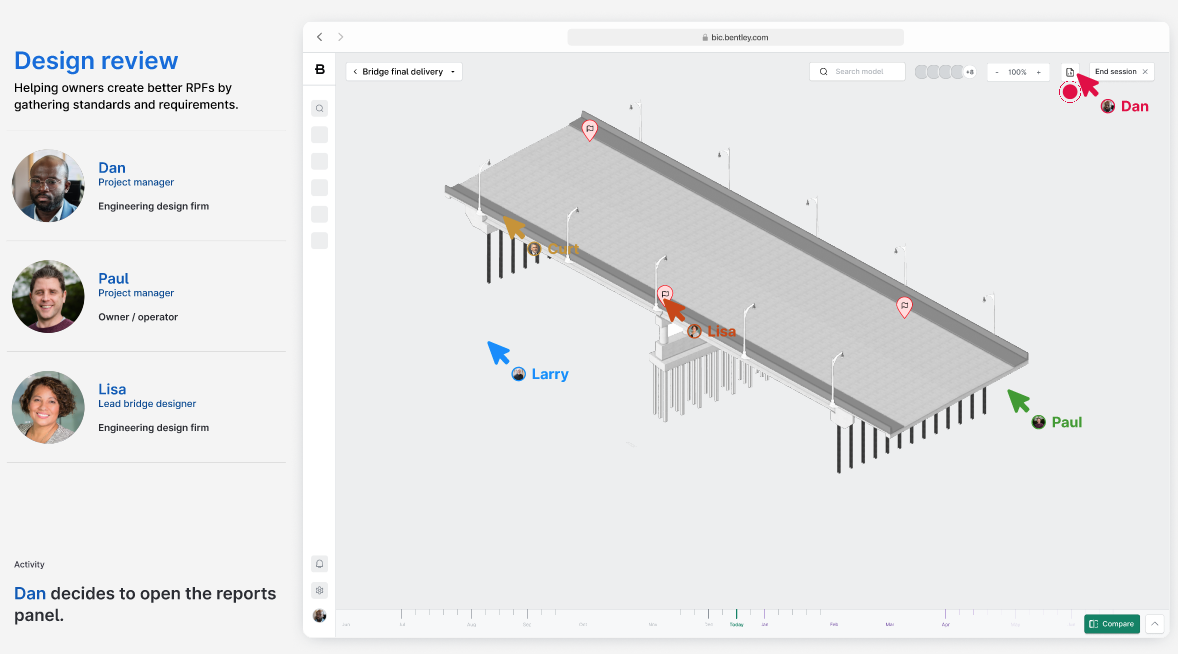 Design review
Helping owners create better RPFs by
gathering standards and requirements.
Dan
Project manager
Engineering design firm
Paul
Project manager
Owner / operator
Lisa
Lead bridge designer
Engineering design firm
Activity
Dan decides to open the reports
panel.
bic.bentley.com
B
Bridge final delivery
Search model
+8
- 100% +
End session
Dan
Curt
Lisa
Larry
Paul
Jul
Aug
Sep
Oct
Nov
Dec
Today
Jan
Feb
Mar
Apr
Compare